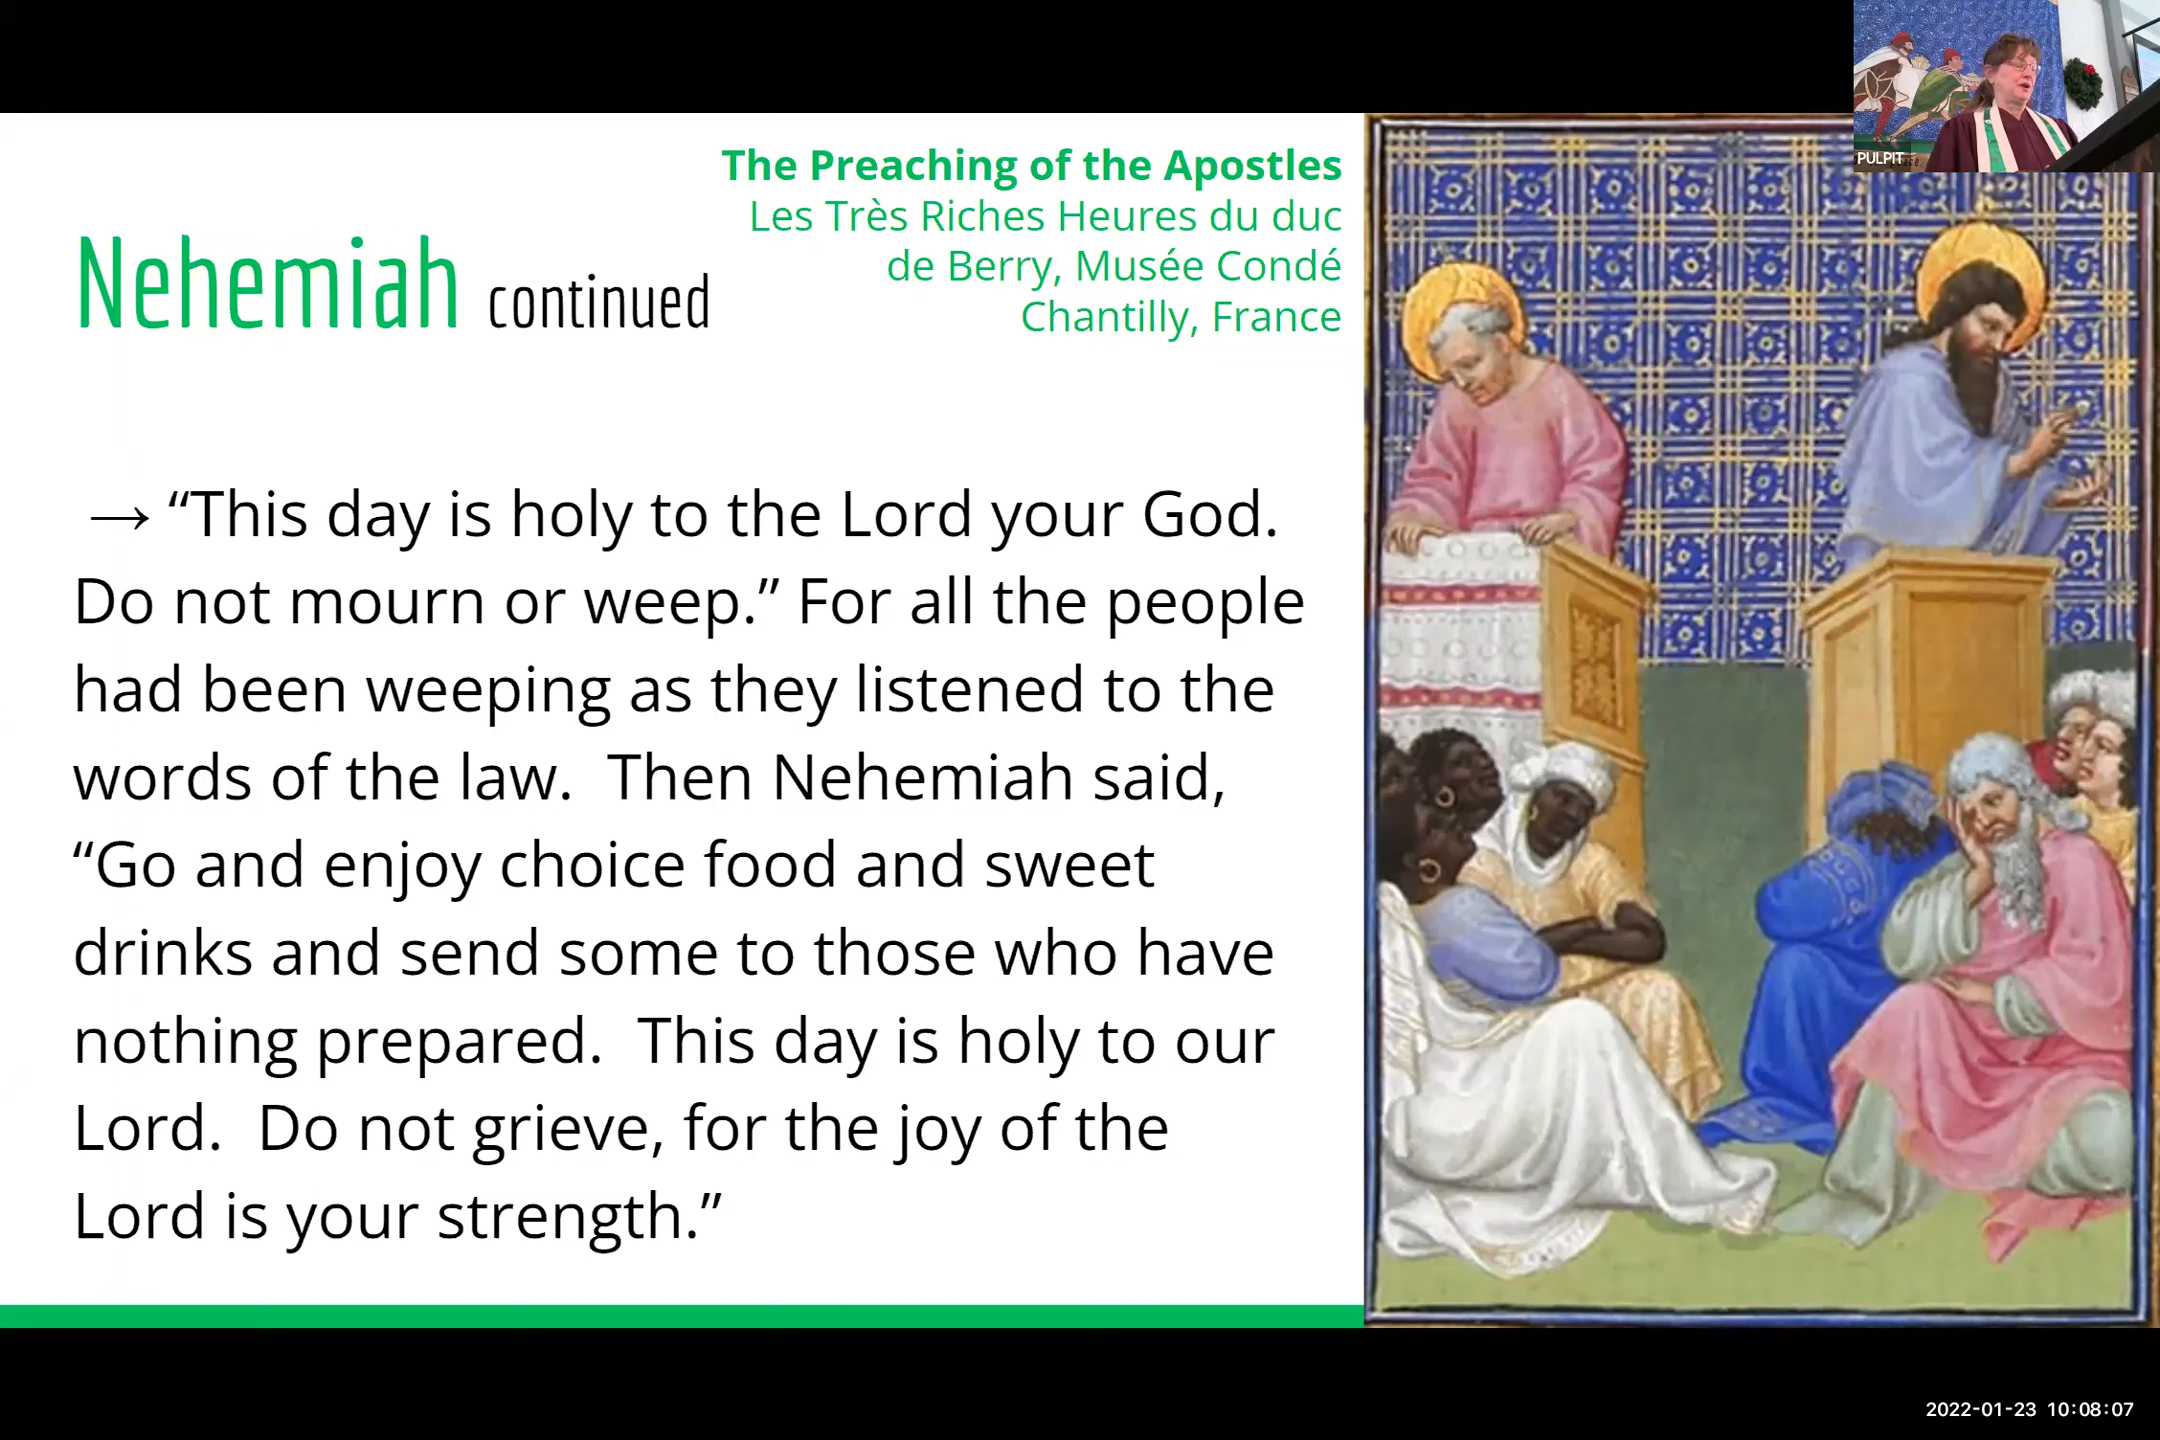 PULPIT
The Preaching of the Apostles
Les Très Riches Heures du duc
de Berry, Musée Condé
Chantilly, France
Nehemiah continued
→ “This day is holy to the Lord your God.
Do not mourn or weep.” For all the people
had been weeping as they listened to the
words of the law.  Then Nehemiah said,
“Go and enjoy choice food and sweet
drinks and send some to those who have
nothing prepared.  This day is holy to our
Lord.  Do not grieve, for the joy of the
Lord is your strength.”
2022-01-23 10:08:07